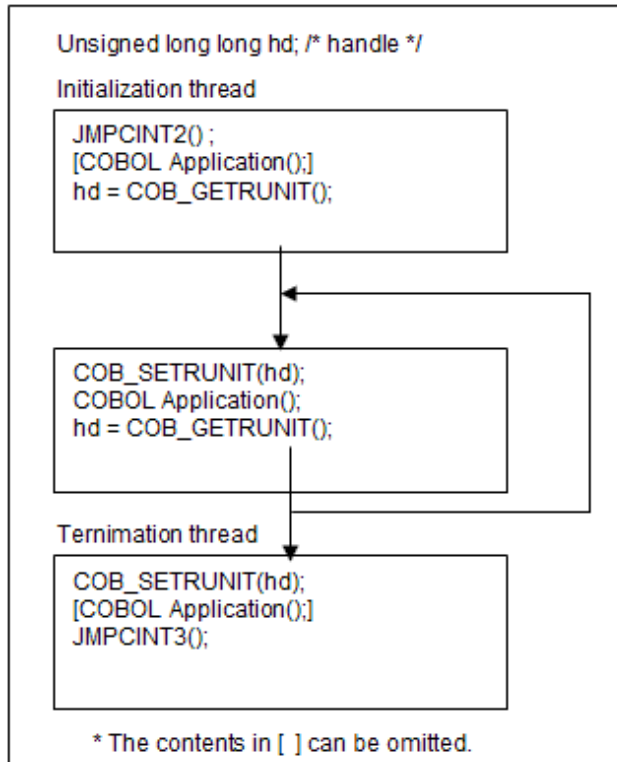 Unsigned long long hd; /* handle */
Initialization thread
JMPCINT2() ;
[COBOL Application();]
hd = COB_GETRUNIT();
COB_SETRUNIT(hd);
COBOL Application();
hd = COB_GETRUNIT();
Ternimation thread
COB_SETRUNIT(hd);
[COBOL Application();]
JMPCINT3();
* The contents in [ ] can be omitted.